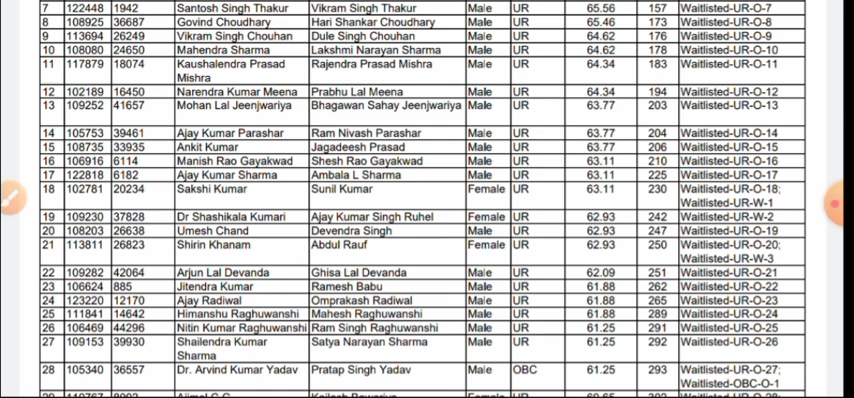 7 122448 1942 Santosh Singh Thakur Vikram Singh Thakur Male UR 65.56 157 Waitlisted-UR-O-7
8 108925 36687 Govind Choudhary Hari Shankar Choudhary Male UR 65.46 173 Waitlisted-UR-O-8
9 113694 26249 Vikram Singh Chouhan Dule Singh Chouhan Male UR 64.62 176 Waitlisted-UR-O-9
10 108080 24650 Mahendra Sharma Lakshmi Narayan Sharma Male UR 64.62 178 Waitlisted-UR-O-10
11 117879 18074 Kaushalendra Prasad Rajendra Prasad Mishra Male UR 64.34 183 Waitlisted-UR-O-11
Mishra
12 102189 16450 Narendra Kumar Meena Prabhu Lal Meena Male UR 64.34 194 Waitlisted-UR-O-12
13 109252 41657 Mohan Lal Jeenjwariya Bhagawan Sahay Jeenjwariya Male UR 63.77 203 Waitlisted-UR-O-13
14 105753 39461 Ajay Kumar Parashar Ram Nivash Parashar Male UR 63.77 204 Waitlisted-UR-O-14
15 108735 33935 Ankit Kumar Jagadeesh Prasad Male UR 63.77 206 Waitlisted-UR-O-15
16 106916 6114 Manish Rao Gayakwad Shesh Rao Gayakwad Male UR 63.11 210 Waitlisted-UR-O-16
17 122818 6182 Ajay Kumar Sharma Ambala L Sharma Male UR 63.11 225 Waitlisted-UR-O-17
18 102781 20234 Sakshi Kumar Sunil Kumar Female UR 63.11 230 Waitlisted-UR-O-18;
Waitlisted-UR-W-1
19 109230 37828 Dr Shashikala Kumari Ajay Kumar Singh Ruhel Female UR 62.93 242 Waitlisted-UR-W-2
20 108203 26638 Umesh Chand Devendra Singh Male UR 62.93 247 Waitlisted-UR-O-19
21 113811 26823 Shirin Khanam Abdul Rauf Female UR 62.93 250 Waitlisted-UR-O-20;
Waitlisted-UR-W-3
22 109282 42064 Arjun Lal Devanda Ghisa Lal Devanda Male UR 62.09 251 Waitlisted-UR-O-21
23 106624 885 Jitendra Kumar Ramesh Babu Male UR 61.88 262 Waitlisted-UR-O-22
24 123220 12170 Ajay Radiwal Omprakash Radiwal Male UR 61.88 265 Waitlisted-UR-O-23
25 111841 14642 Himanshu Raghuwanshi Mahesh Raghuwanshi Male UR 61.88 289 Waitlisted-UR-O-24
26 106469 44296 Nitin Kumar Raghuwanshi Ram Singh Raghuwanshi Male UR 61.25 291 Waitlisted-UR-O-25
27 109153 39930 Shailendra Kumar Satya Narayan Sharma Male UR 61.25 292 Waitlisted-UR-O-26
Sharma
28 105340 36557 Dr. Arvind Kumar Yadav Pratap Singh Yadav Male OBC 61.25 293 Waitlisted-UR-O-27;
Waitlisted-OBC-O-1